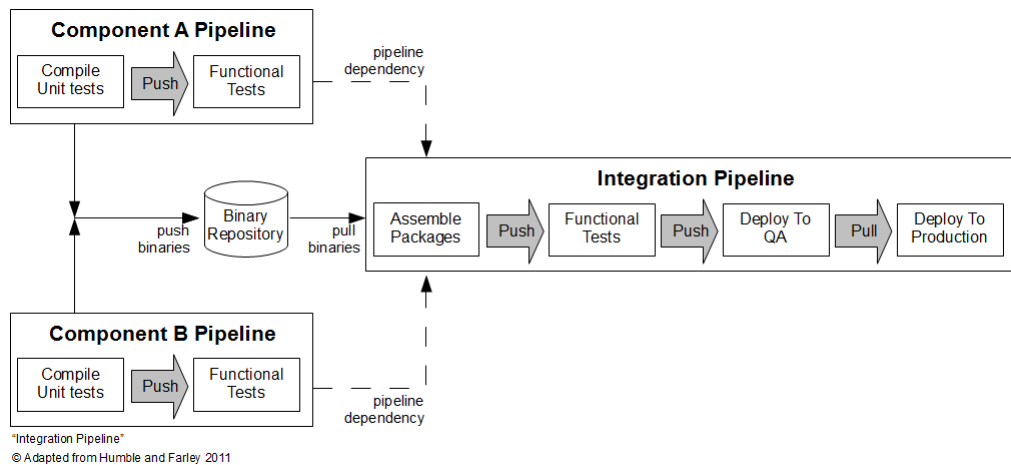 Component A Pipeline
Compile
Unit tests
Push
Functional
Tests
pipeline
dependency
push
binaries
Binary
Repository
pull
binaries
Integration Pipeline
Assemble
Packages
Push
Functional
Tests
Push
Deploy To
QA
Pull
Deploy To
Production
Component B Pipeline
Compile
Unit tests
Push
Functional
Tests
pipeline
dependency
“Integration Pipeline”
© Adapted from Humble and Farley 2011